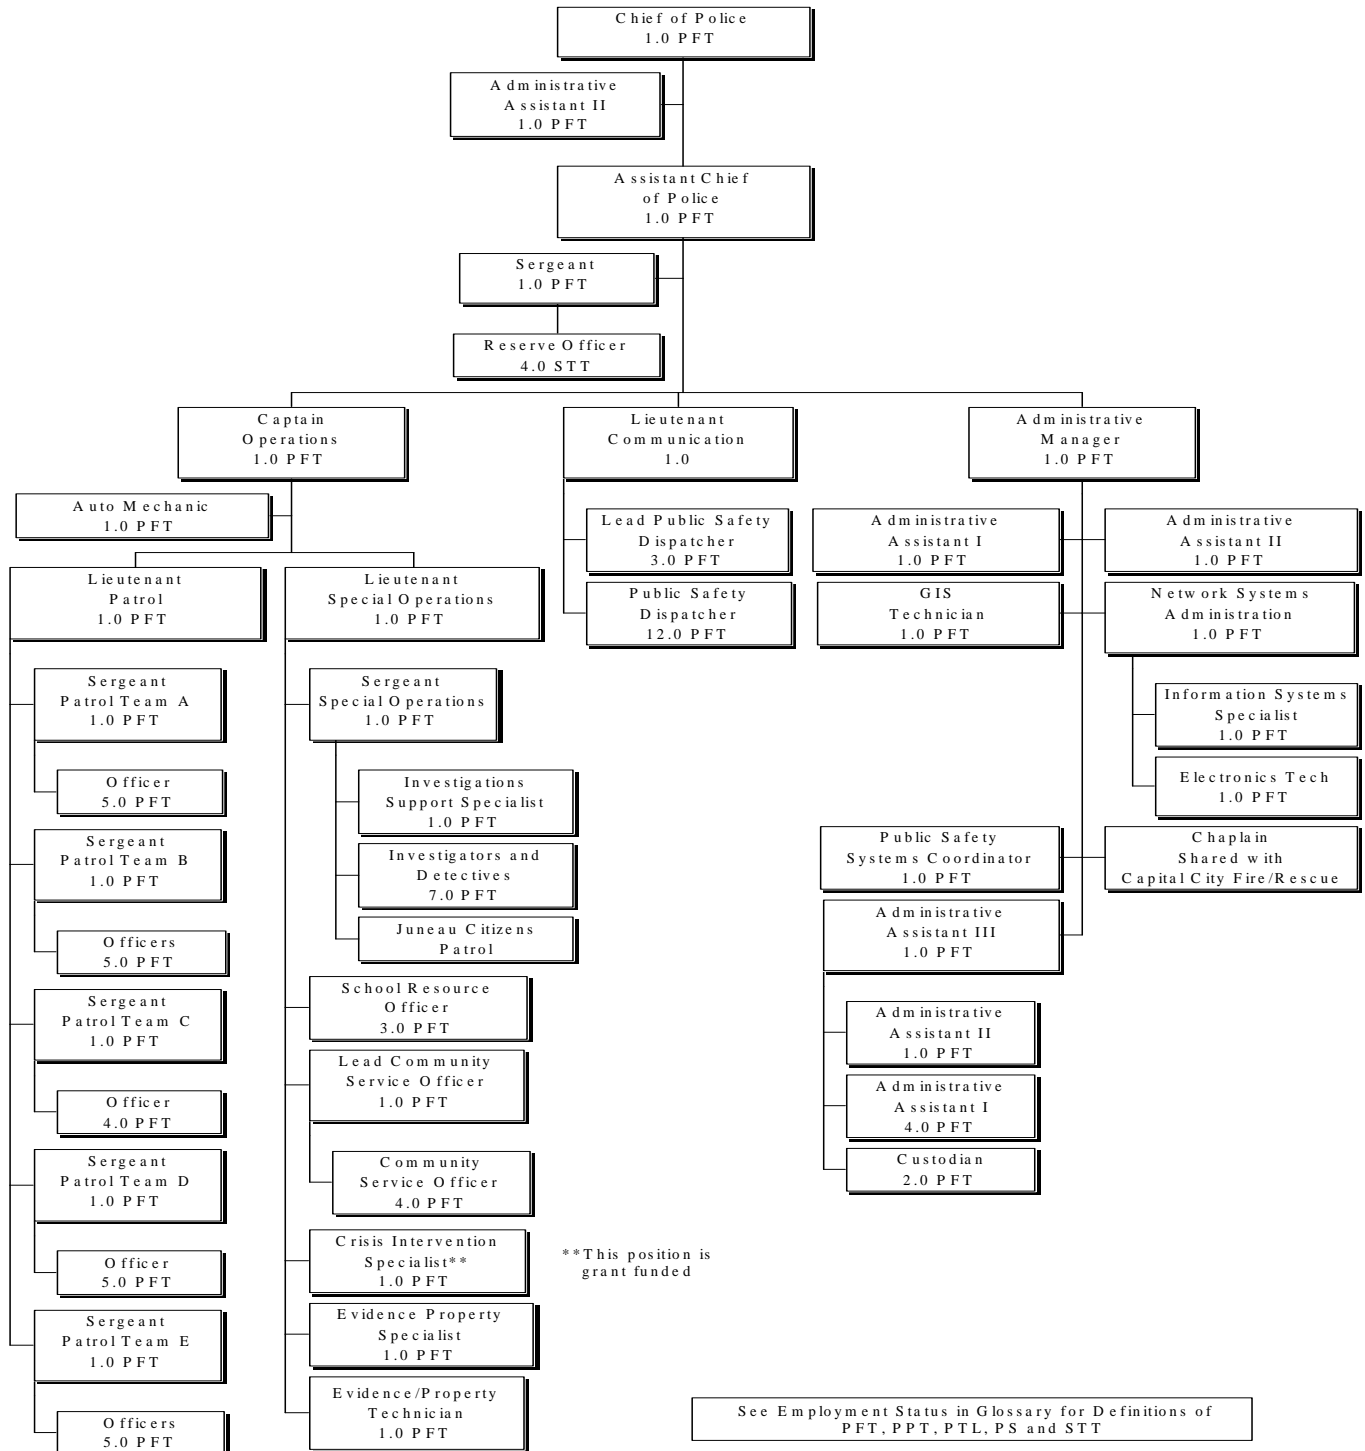 Chief of Police
1.0 PFT
Administrative
Assistant II
1.0 PFT
Assistant Chief
of Police
1.0 PFT
Sergeant
1.0 PFT
Reserve Officer
4.0 STT
Captain
Operations
1.0 PFT
Lieutenant
Communication
1.0
Administrative
Manager
1.0 PFT
Auto Mechanic
1.0 PFT
Lieutenant
Patrol
1.0 PFT
Lieutenant
Special Operations
1.0 PFT
Sergeant
Patrol Team A
1.0 PFT
Officer
5.0 PFT
Sergeant
Patrol Team B
1.0 PFT
Officers
5.0 PFT
Sergeant
Patrol Team C
1.0 PFT
Officer
4.0 PFT
Sergeant
Patrol Team D
1.0 PFT
Officer
5.0 PFT
Sergeant
Patrol Team E
1.0 PFT
Officers
5.0 PFT
Sergeant
Special Operations
1.0 PFT
Investigations
Support Specialist
1.0 PFT
Investigators and
Detectives
7.0 PFT
Juneau Citizens
Patrol
School Resource
Officer
3.0 PFT
Lead Community
Service Officer
1.0 PFT
Community
Service Officer
4.0 PFT
Crisis Intervention
Specialist**
1.0 PFT
**This position is
grant funded
Evidence Property
Specialist
1.0 PFT
Evidence/Property
Technician
1.0 PFT
Lead Public Safety
Dispatcher
3.0 PFT
Public Safety
Dispatcher
12.0 PFT
Administrative
Assistant I
1.0 PFT
Administrative
Assistant II
1.0 PFT
GIS
Technician
1.0 PFT
Network Systems
Administration
1.0 PFT
Information Systems
Specialist
1.0 PFT
Electronics Tech
1.0 PFT
Public Safety
Systems Coordinator
1.0 PFT
Chaplain
Shared with
Capital City Fire/Rescue
Administrative
Assistant III
1.0 PFT
Administrative
Assistant II
1.0 PFT
Administrative
Assistant I
4.0 PFT
Custodian
2.0 PFT
See Employment Status in Glossary for Definitions of
PFT, PPT, PTL, PS and STT